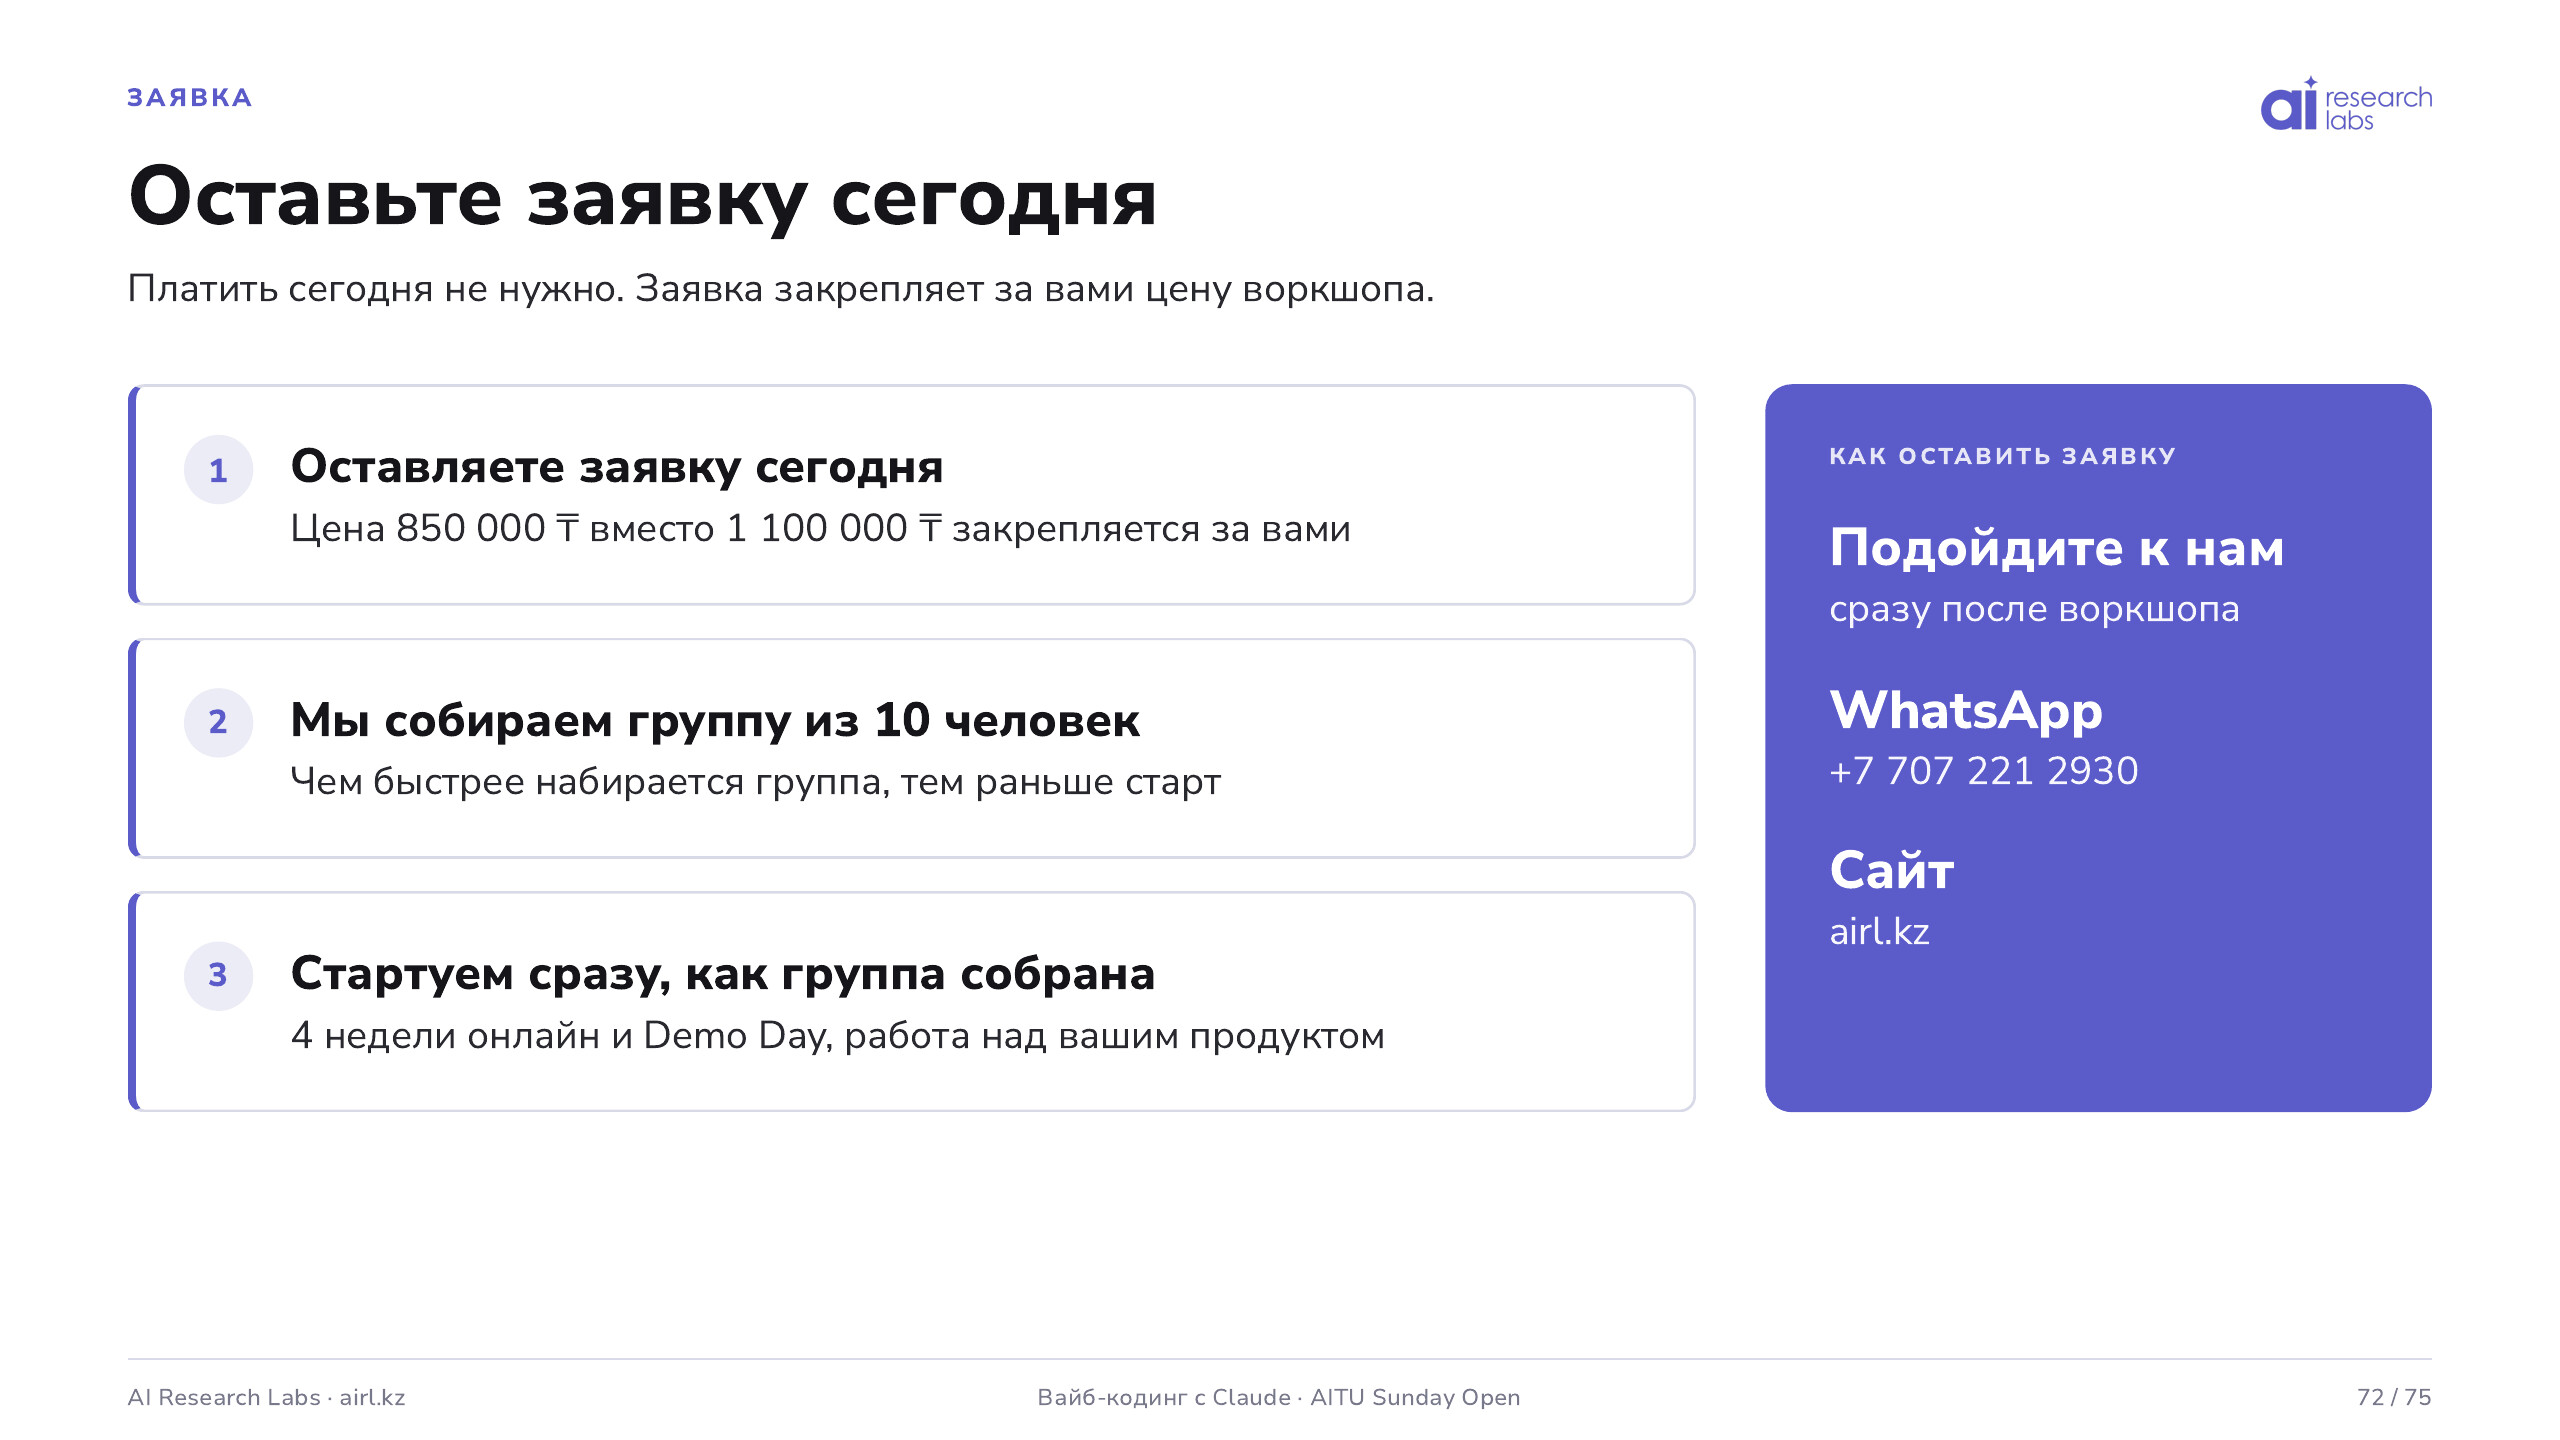 ЗАЯВКА
ai research
labs
Оставьте заявку сегодня
Платить сегодня не нужно. Заявка закрепляет за вами цену воркшопа.
1
Оставляете заявку сегодня
Цена 850 000 ₸ вместо 1 100 000 ₸ закрепляется за вами
2
Мы собираем группу из 10 человек
Чем быстрее набирается группа, тем раньше старт
3
Стартуем сразу, как группа собрана
4 недели онлайн и Demo Day, работа над вашим продуктом
КАК ОСТАВИТЬ ЗАЯВКУ
Подойдите к нам
сразу после воркшопа
WhatsApp
+7 707 221 2930
Сайт
airl.kz
AI Research Labs · airl.kz
Вайб-кодинг с Claude · AITU Sunday Open
72 / 75